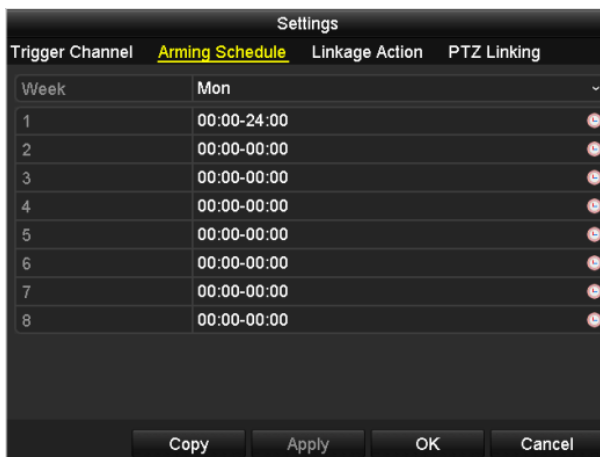 Settings
Trigger Channel Arming Schedule Linkage Action PTZ Linking
Week Mon
1 00:00-24:00
2 00:00-00:00
3 00:00-00:00
4 00:00-00:00
5 00:00-00:00
6 00:00-00:00
7 00:00-00:00
8 00:00-00:00
Copy Apply OK Cancel